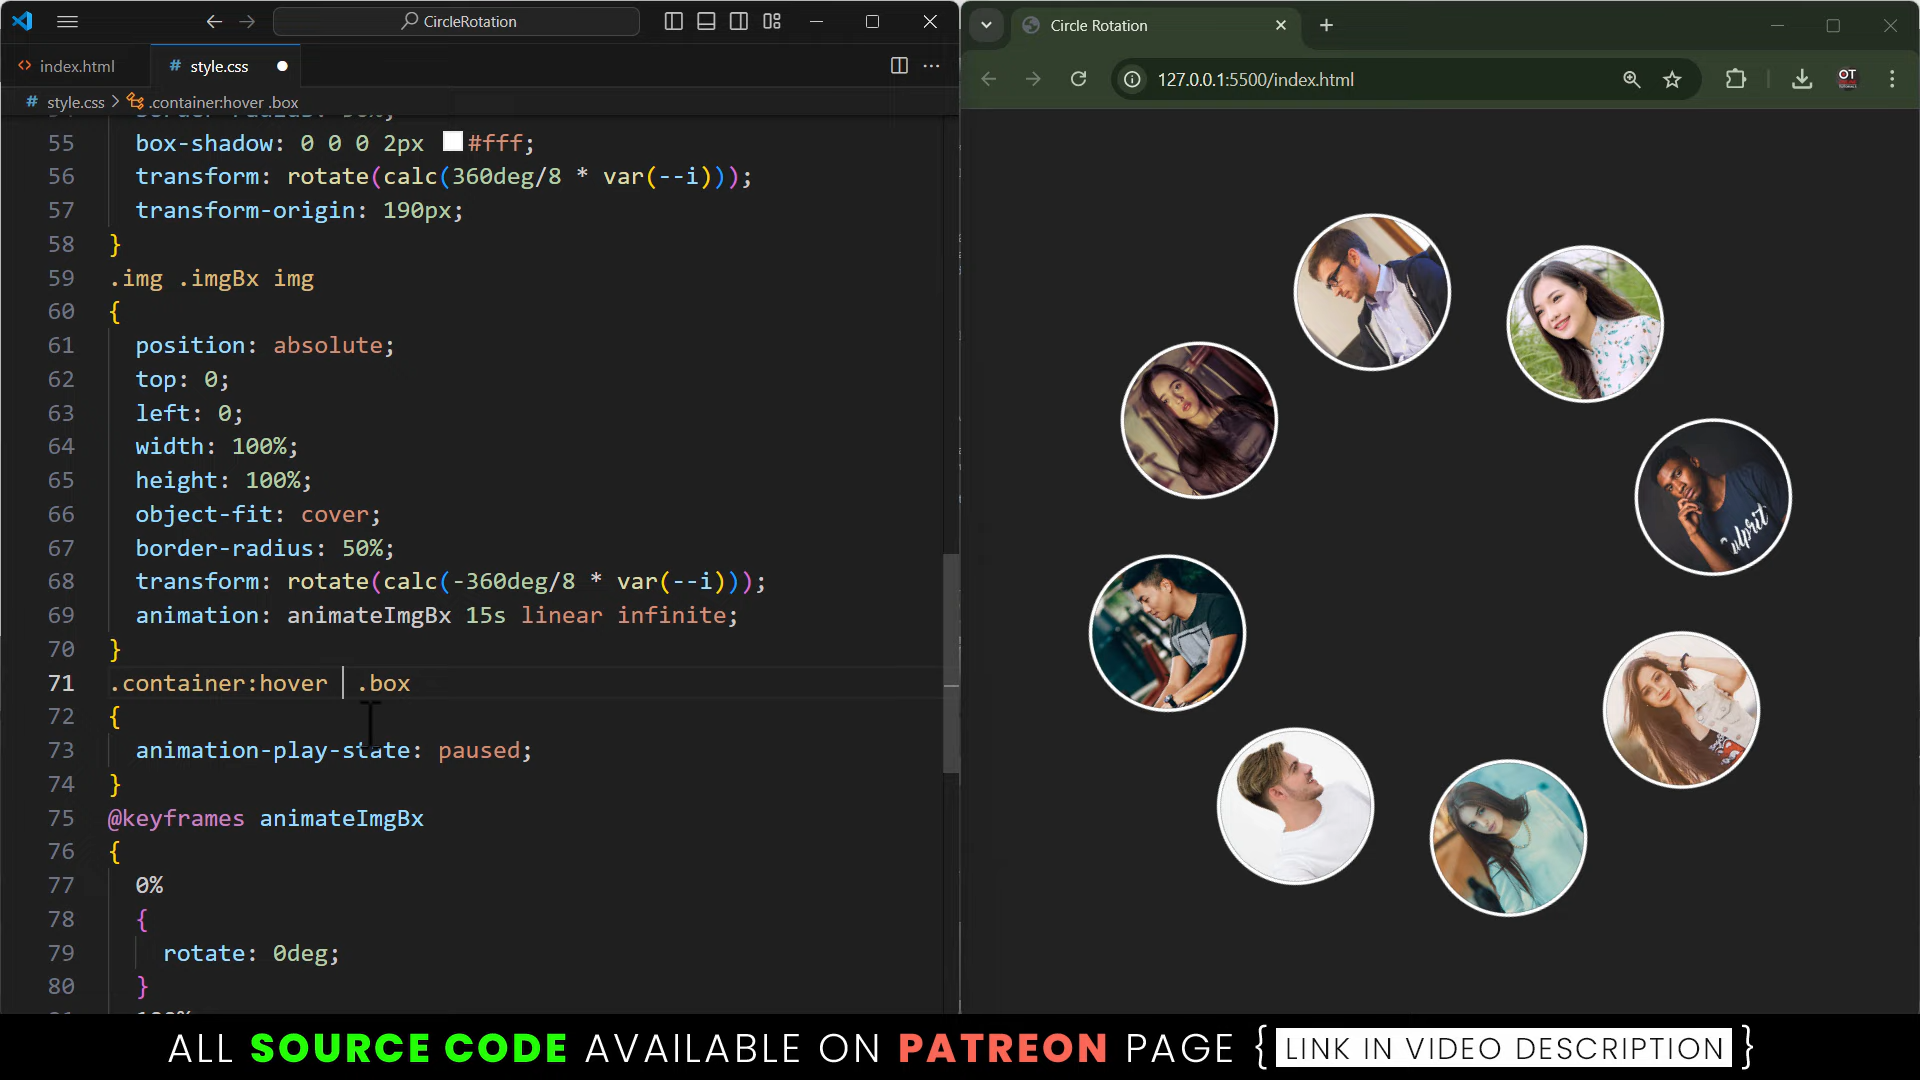 CircleRotation
index.html
# style.css
# style.css > .container:hover .box
55 box-shadow: 0 0 0 2px #fff;
56 transform: rotate(calc(360deg/8 * var(--i)));
57 transform-origin: 190px;
58 }
59 .img .imgBx img
60 {
61 position: absolute;
62 top: 0;
63 left: 0;
64 width: 100%;
65 height: 100%;
66 object-fit: cover;
67 border-radius: 50%;
68 transform: rotate(calc(-360deg/8 * var(--i)));
69 animation: animateImgBx 15s linear infinite;
70 }
71 .container:hover  .box
72 {
73 animation-play-state: paused;
74 }
75 @keyframes animateImgBx
76 {
77 0%
78 {
79 rotate: 0deg;
80 }
Circle Rotation
127.0.0.1:5500/index.html
OT
ALL SOURCE CODE AVAILABLE ON PATREON PAGE { LINK IN VIDEO DESCRIPTION }